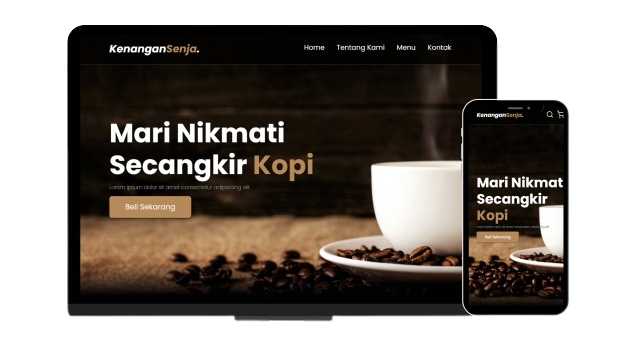 KenanganSenja.
Home Tentang Kami Menu Kontak
Mari Nikmati
Secangkir Kopi
Lorem ipsum dolor sit amet consectetur adipisicing elit.
Beli Sekarang
KenanganSenja.
Mari Nikmat
Secangkir
Kopi
Beli Sekarang